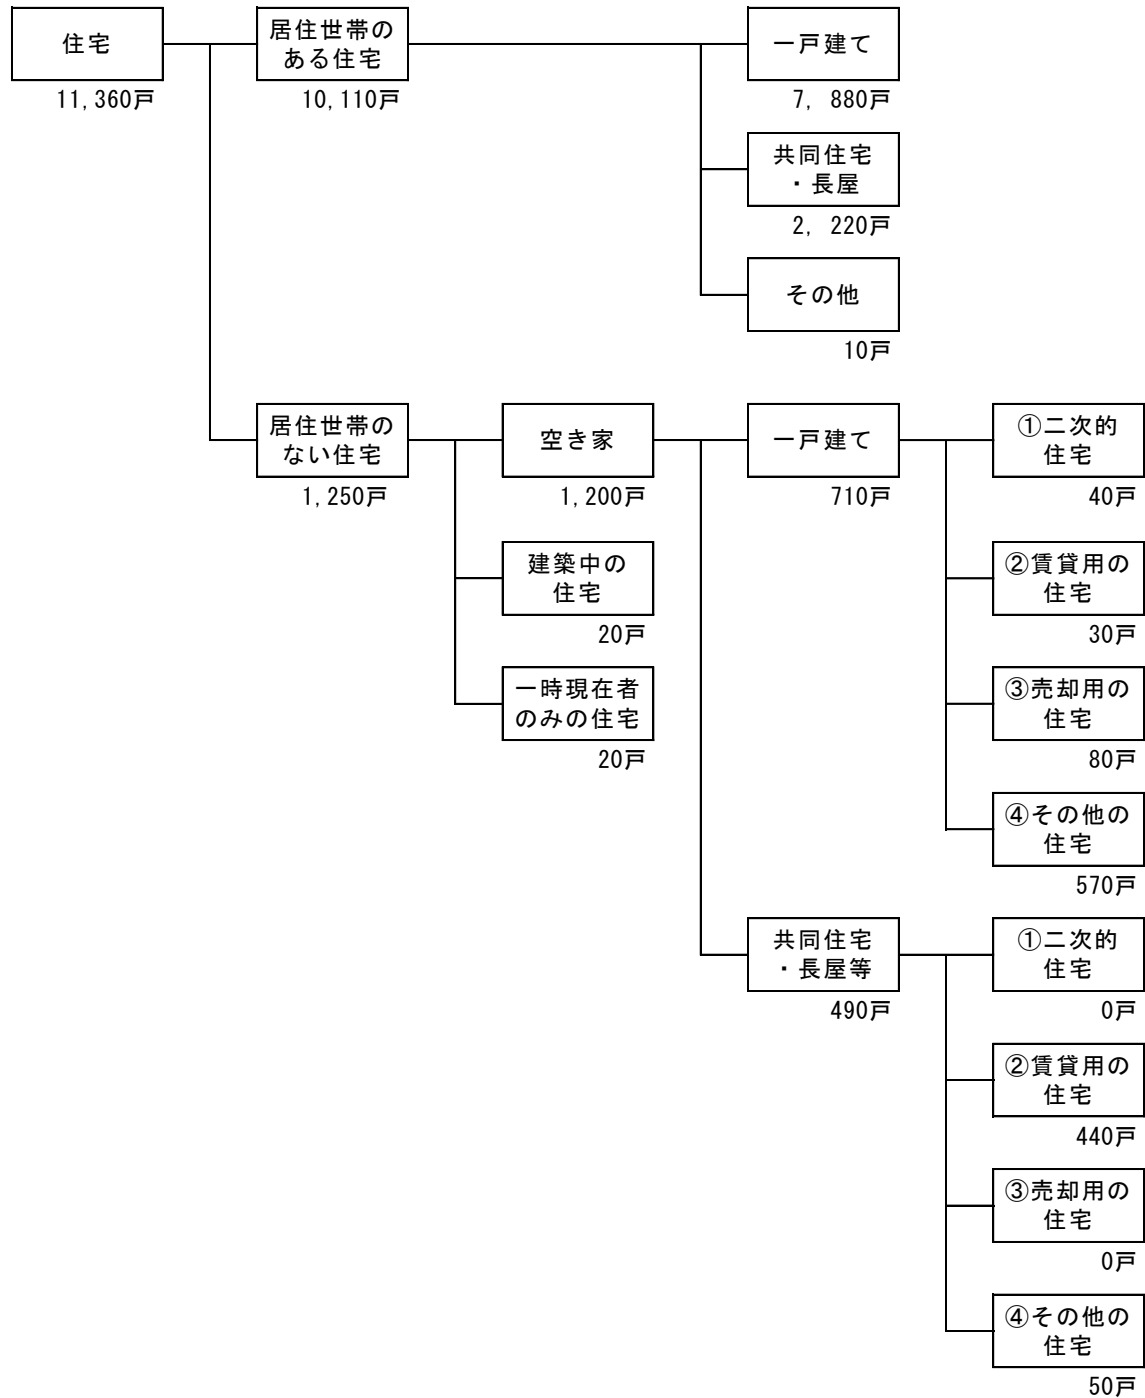 住宅
11,360戸
居住世帯の
ある住宅
10,110戸
一戸建て
7, 880戸
共同住宅
・長屋
2, 220戸
その他
10戸
居住世帯の
ない住宅
1,250戸
空き家
1,200戸
建築中の
住宅
20戸
一時現在者
のみの住宅
20戸
一戸建て
710戸
①二次的
住宅
40戸
②賃貸用の
住宅
30戸
③売却用の
住宅
80戸
④その他の
住宅
570戸
共同住宅
・長屋等
490戸
①二次的
住宅
0戸
②賃貸用の
住宅
440戸
③売却用の
住宅
0戸
④その他の
住宅
50戸